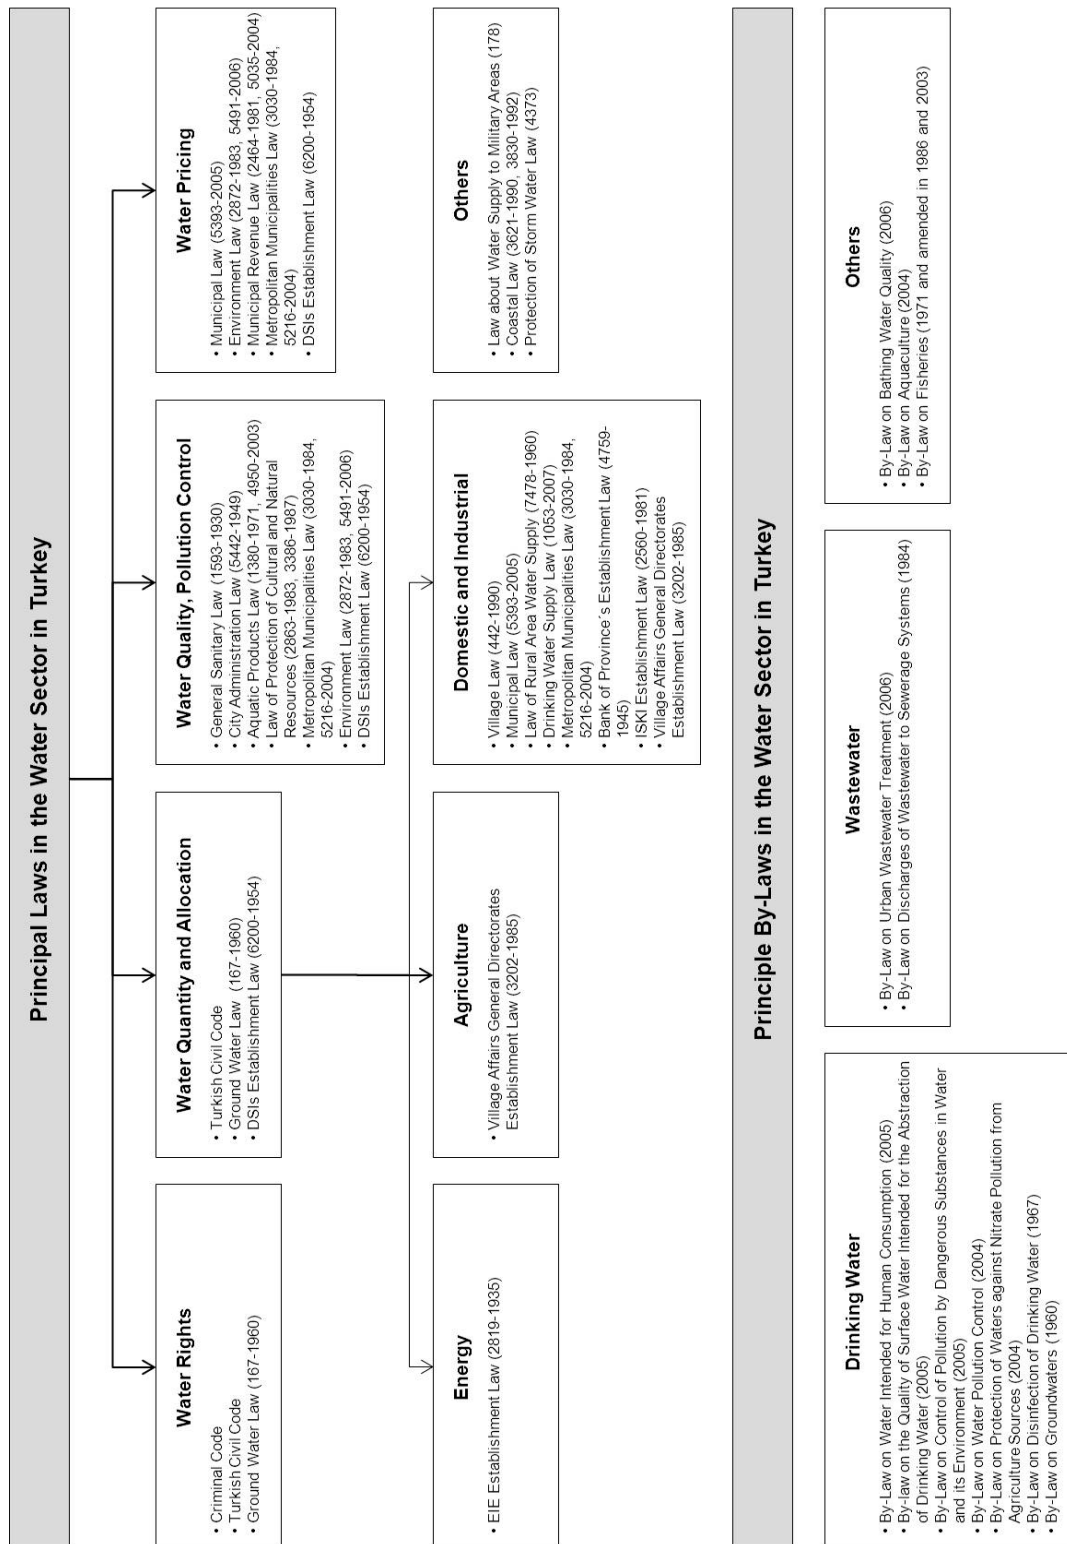 Principal Laws in the Water Sector in Turkey
Water Rights
• Criminal Code
• Turkish Civil Code
• Ground Water Law (167-1960)
Water Quantity and Allocation
• Turkish Civil Code
• Ground Water Law (167-1960)
• DSIs Establishment Law (6200-1954)
Water Quality, Pollution Control
• General Sanitary Law (1593-1930)
• City Administration Law (5442-1949)
• Aquatic Products Law (1380-1971, 4950-2003)
• Law of Protection of Cultural and Natural
Resources (2863-1983, 3386-1987)
• Metropolitan Municipalities Law (3030-1984,
5216-2004)
• Environment Law (2872-1983, 5491-2006)
• DSIs Establishment Law (6200-1954)
Water Pricing
• Municipal Law (5393-2005)
• Environment Law (2872-1983, 5491-2006)
• Municipal Revenue Law (2464-1981, 5035-2004)
• Metropolitan Municipalities Law (3030-1984,
5216-2004)
• DSIs Establishment Law (6200-1954)
Energy
• EIE Establishment Law (2819-1935)
Agriculture
• Village Affairs General Directorates
Establishment Law (3202-1985)
Domestic and Industrial
• Village Law (442-1990)
• Municipal Law (5393-2005)
• Law of Rural Area Water Supply (7478-1960)
• Drinking Water Supply Law (1053-2007)
• Metropolitan Municipalities Law (3030-1984,
5216-2004)
• Bank of Province´s Establishment Law (4759-
1945)
• ISKI Establishment Law (2560-1981)
• Village Affairs General Directorates
Establishment Law (3202-1985)
Others
• Law about Water Supply to Military Areas (178)
• Coastal Law (3621-1990, 3830-1992)
• Protection of Storm Water Law (4373)
Principle By-Laws in the Water Sector in Turkey
Drinking Water
• By-Law on Water Intended for Human Consumption (2005)
• By-law on the Quality of Surface Water Intended for the Abstraction
of Drinking Water (2005)
• By-Law on Control of Pollution by Dangerous Substances in Water
and its Environment (2005)
• By-Law on Water Pollution Control (2004)
• By-Law on Protection of Waters against Nitrate Pollution from
Agriculture Sources (2004)
• By-Law on Disinfection of Drinking Water (1967)
• By-Law on Groundwaters (1960)
Wastewater
• By-Law on Urban Wastewater Treatment (2006)
• By-Law on Discharges of Wastewater to Sewerage Systems (1984)
Others
• By-Law on Bathing Water Quality (2006)
• By-Law on Aquaculture (2004)
• By-Law on Fisheries (1971 and amended in 1986 and 2003)